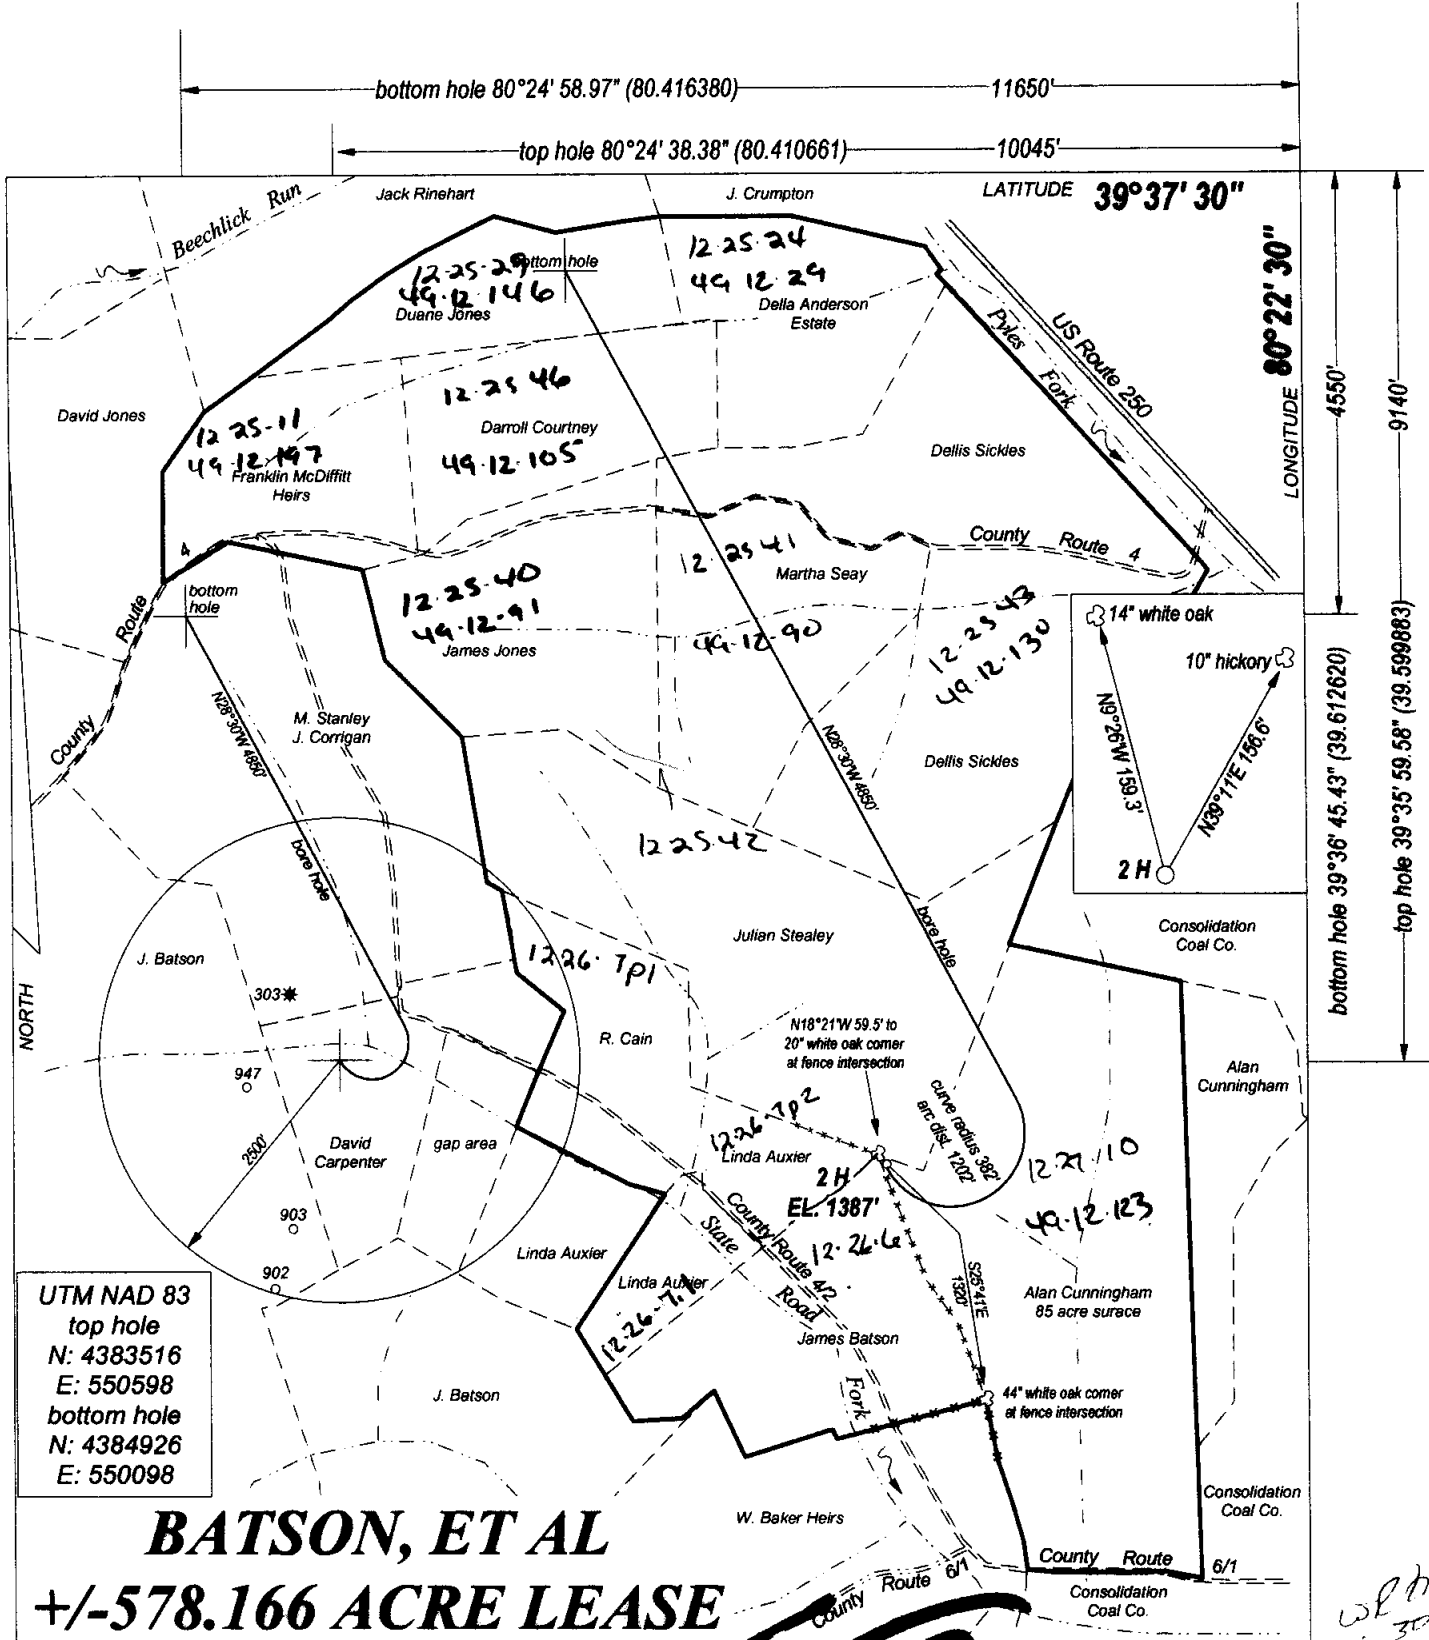 bottom hole 80°24' 58.97" (80.416380)
11650'
top hole 80°24' 38.38" (80.410661)
10045'
LATITUDE 39°37' 30"
Beechlick Run
Jack Rinehart
J. Crumpton
80°22' 30"
LONGITUDE
4550'
9140'
bottom hole 39°36' 45.43" (39.612620)
top hole 39°35' 59.58" (39.599883)
12-25-29
49-12-146
bottom hole
Duane Jones
12-25-24
49 12 29
Della Anderson
Estate
Pyles
Fork
US Route 250
David Jones
12 25-11
49-12-197
Franklin McDiffitt
Heirs
12-25 46
Darroll Courtney
49-12-105
Dellis Sickles
4
County Route 4
bottom
hole
County
Route
12-25-40
49-12-91
James Jones
12-25 41
Martha Seay
49-12-90
12-25 43
49-12-130
14" white oak
10" hickory
N9°26'W 159.3'
N39°11'E 156.6'
2 H
M. Stanley
J. Corrigan
N28°30'W 4850'
bore hole
N28°30'W 4850'
bore hole
Dellis Sickles
12 25-42
Julian Stealey
Consolidation
Coal Co.
J. Batson
303
NORTH
1226- Tp1
R. Cain
N18°21'W 59.5' to
20" white oak corner
at fence intersection
Alan
Cunningham
947
2500'
David
Carpenter
gap area
12-26-Tp2
Linda Auxier
curve radius 382'
arc dist. 1202'
12-27-10
49-12-123
2 H
EL. 1387'
12-26-6
903
902
Linda Auxier
Linda Auxier
County Route 4/2
State
Road
Fork
S25°41'E
1320'
Alan Cunningham
85 acre surace
James Batson
44" white oak corner
at fence intersection
UTM NAD 83
top hole
N: 4383516
E: 550598
bottom hole
N: 4384926
E: 550098
J. Batson
W. Baker Heirs
Consolidation
Coal Co.
BATSON, ET AL
+/-578.166 ACRE LEASE
County Route 6/1
County Route 6/1
Consolidation
Coal Co.